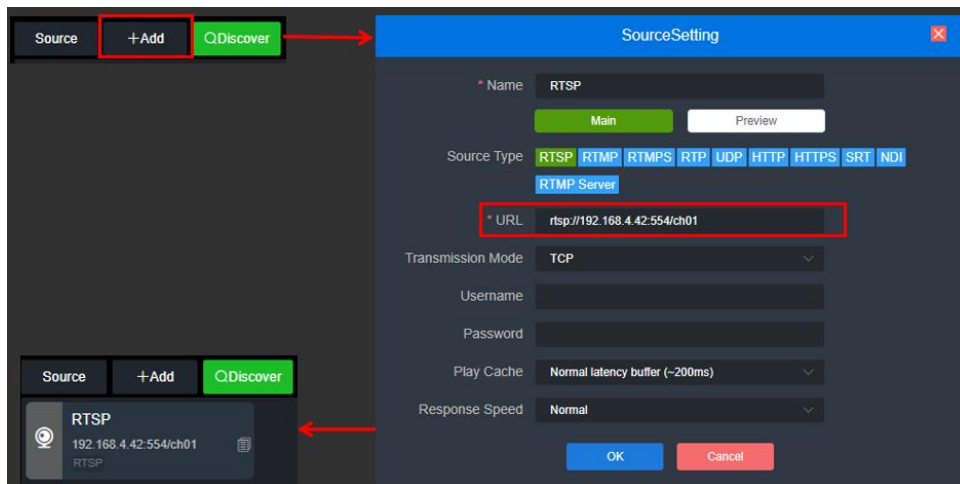 Source +Add QDiscover
SourceSetting
* Name RTSP
Main Preview
Source Type RTSP RTMP RTMPS RTP UDP HTTP HTTPS SRT NDI
RTMP Server
* URL rtsp://192.168.4.42:554/ch01
Transmission Mode TCP
Username
Password
Play Cache Normal latency buffer (~200ms)
Response Speed Normal
OK Cancel
Source +Add QDiscover
RTSP
192.168.4.42:554/ch01
RTSP